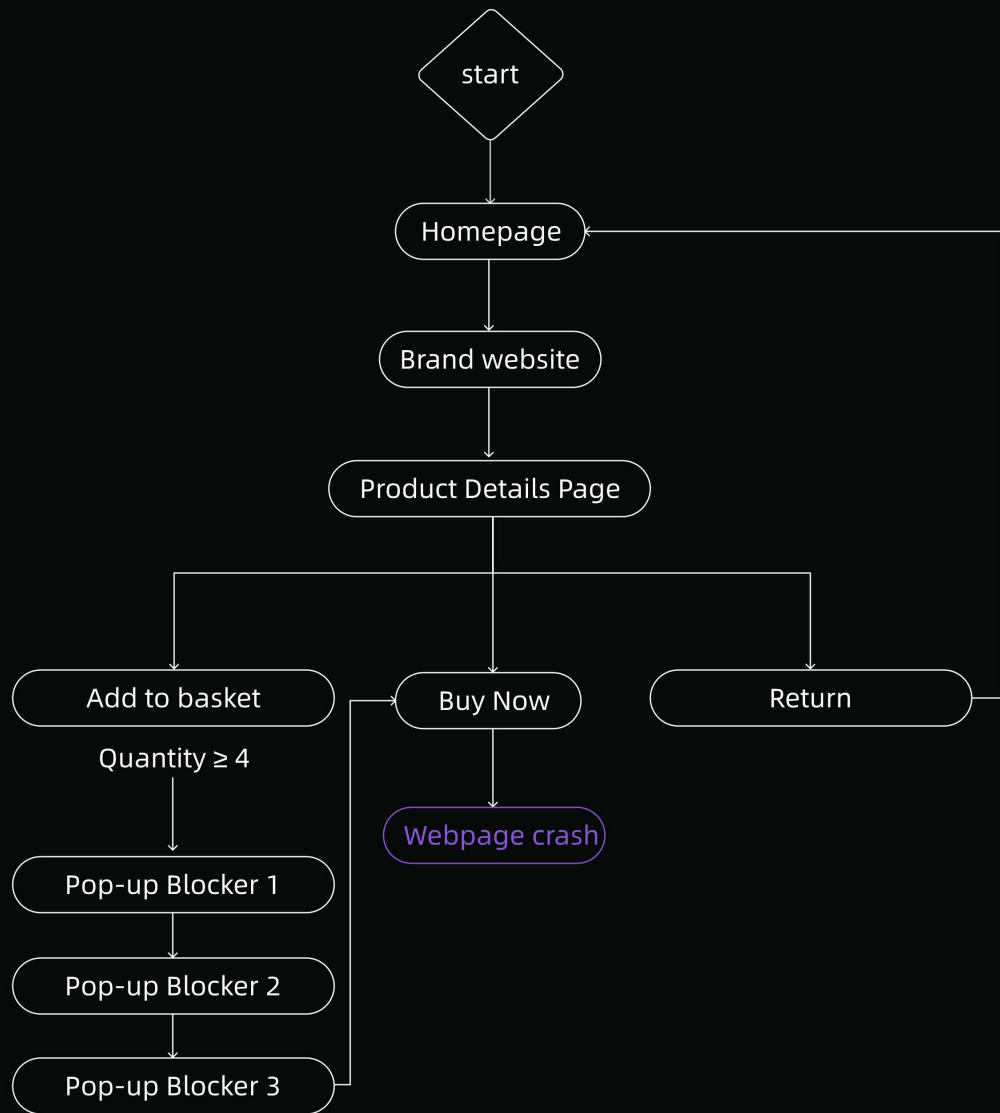 start
Homepage
Brand website
Product Details Page
Add to basket
Buy Now
Return
Quantity ≥ 4
Webpage crash
Pop-up Blocker 1
Pop-up Blocker 2
Pop-up Blocker 3